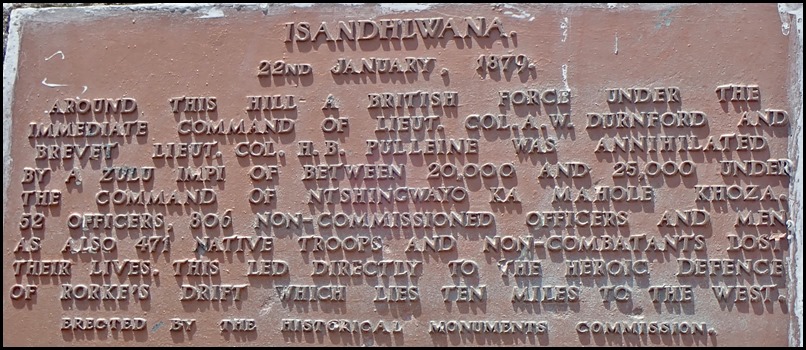 ISANDHLWANA.
22ND JANUARY, 1879.
AROUND THIS HILL A BRITISH FORCE UNDER THE
IMMEDIATE COMMAND OF LIEUT. COL. A. W. DURNFORD AND
BREVET LIEUT. COL. H. B. PULLEINE WAS ANNIHILATED
BY A ZULU IMPI OF BETWEEN 20,000 AND 25,000 UNDER
THE COMMAND OF NTSHINGWAYO KA MAHOLE KHOZA.
52 OFFICERS, 806 NON-COMMISSIONED OFFICERS AND MEN,
AS ALSO 471 NATIVE TROOPS AND NON-COMBATANTS LOST
THEIR LIVES. THIS LED DIRECTLY TO THE HEROIC DEFENCE
OF RORKE'S DRIFT WHICH LIES TEN MILES TO THE WEST.
ERECTED BY THE HISTORICAL MONUMENTS COMMISSION.